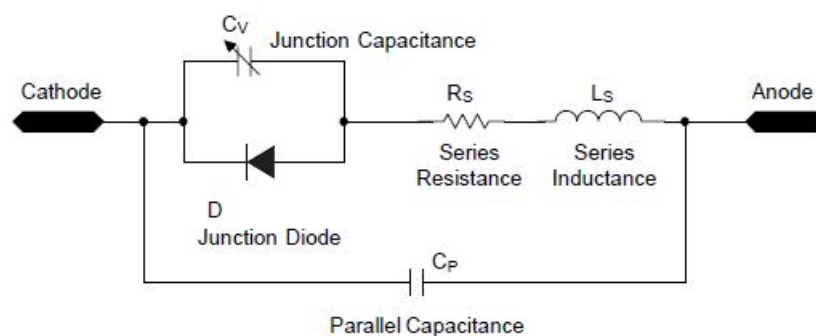 CV
Junction Capacitance
Cathode
RS
LS
Anode
Series
Resistance
Series
Inductance
D
Junction Diode
CP
Parallel Capacitance